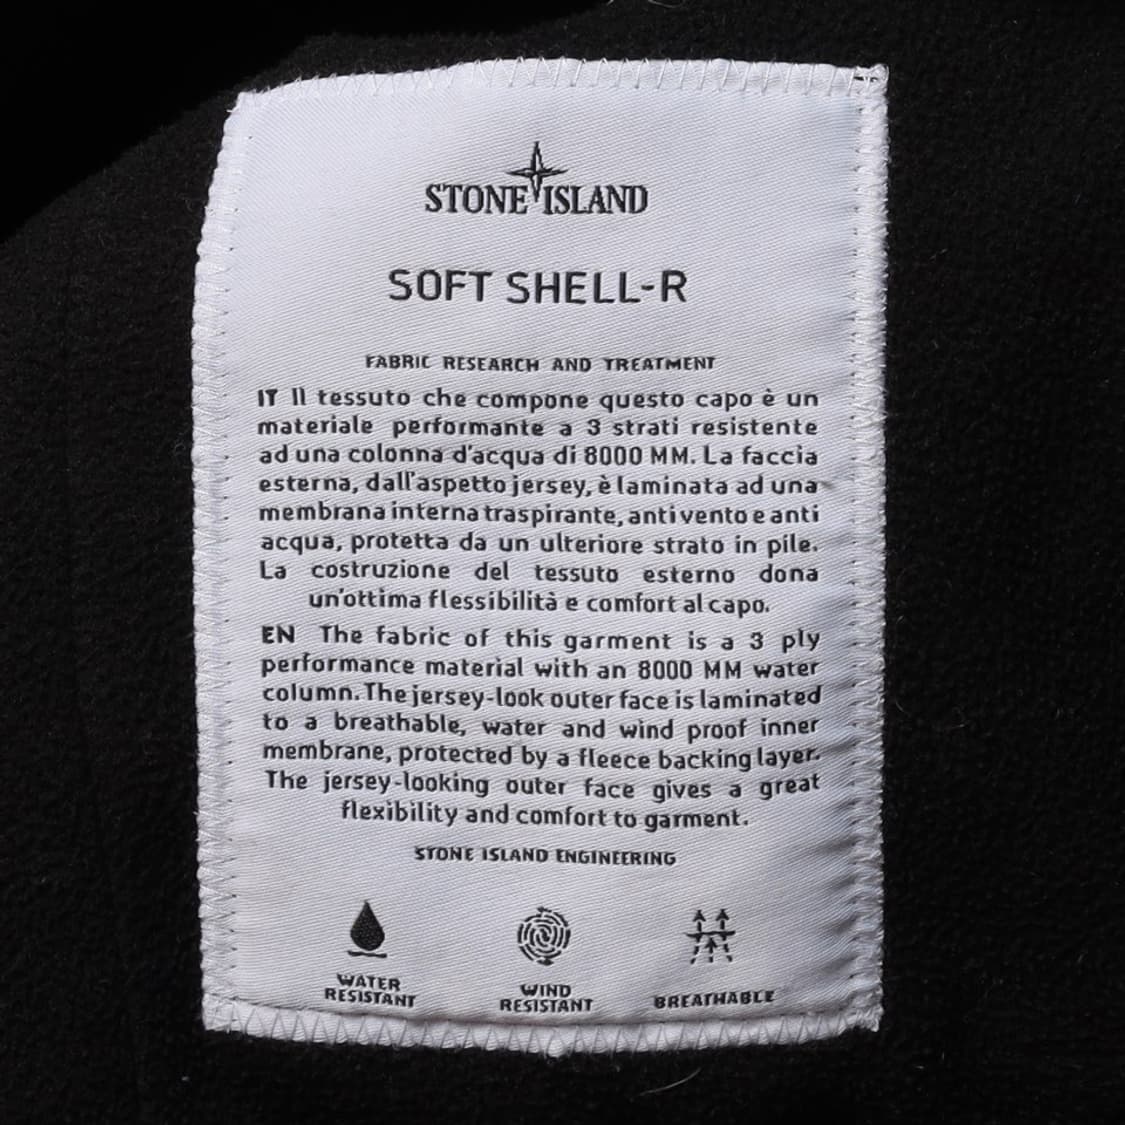 STONE ISLAND
SOFT SHELL-R
FABRIC RESEARCH AND TREATMENT
IT Il tessuto che compone questo capo è un
materiale performante a 3 strati resistente
ad una colonna d'acqua di 8000 MM. La faccia
esterna, dall'aspetto jersey, è laminata ad una
membrana interna traspirante, anti vento e anti
acqua, protetta da un ulteriore strato in pile.
La costruzione del tessuto esterno dona
un'ottima flessibilità e comfort al capo.
EN The fabric of this garment is a 3 ply
performance material with an 8000 MM water
column. The jersey-look outer face is laminated
to a breathable, water and wind proof inner
membrane, protected by a fleece backing layer.
The jersey-looking outer face gives a great
flexibility and comfort to garment.
STONE ISLAND ENGINEERING
WATER
RESISTANT
WIND
RESISTANT
BREATHABLE